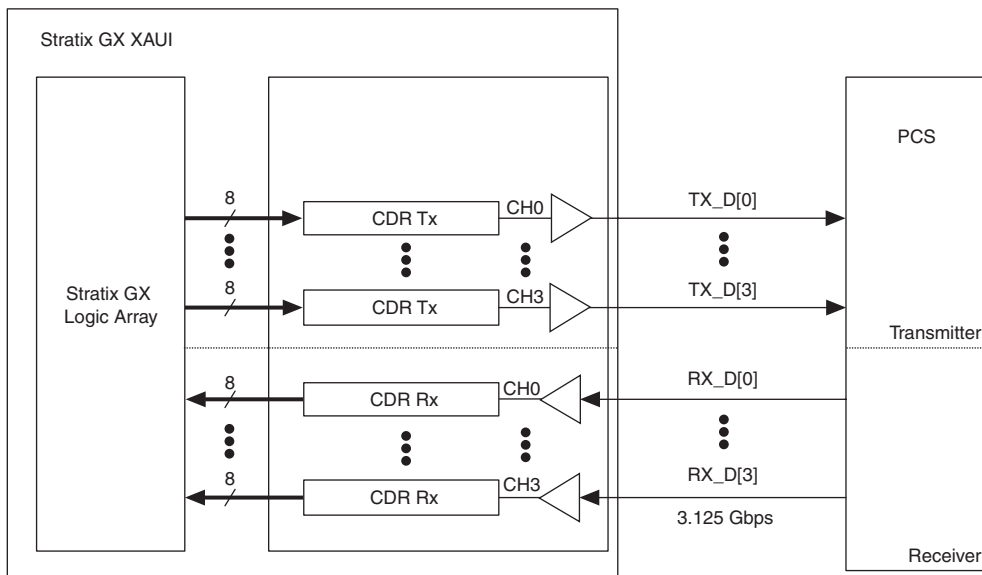 Stratix GX XAUI
PCS
8
CDR Tx
CH0
TX_D[0]
8
CDR Tx
CH3
TX_D[3]
Stratix GX
Logic Array
Transmitter
8
CDR Rx
CH0
RX_D[0]
8
CDR Rx
CH3
RX_D[3]
3.125 Gbps
Receiver